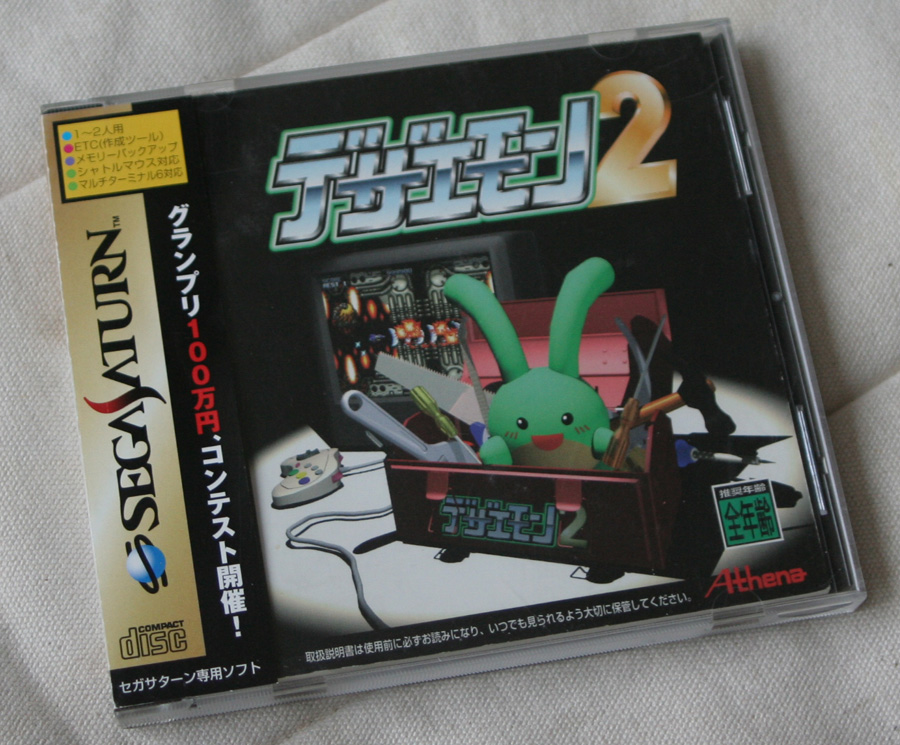 1~2人用
ETC(作成ツール)
メモリーバックアップ
シャトルマウス対応
マルチターミナル6対応
SEGA SATURN™
グランプリ100万円、コンテスト開催!
COMPACT
disc
セガサターン専用ソフト
デザエモン2
デザエモン2
推奨年齢
全年齢
Athena
取扱説明書は使用前に必ずお読みになり、いつでも見られるよう大切に保管してください。